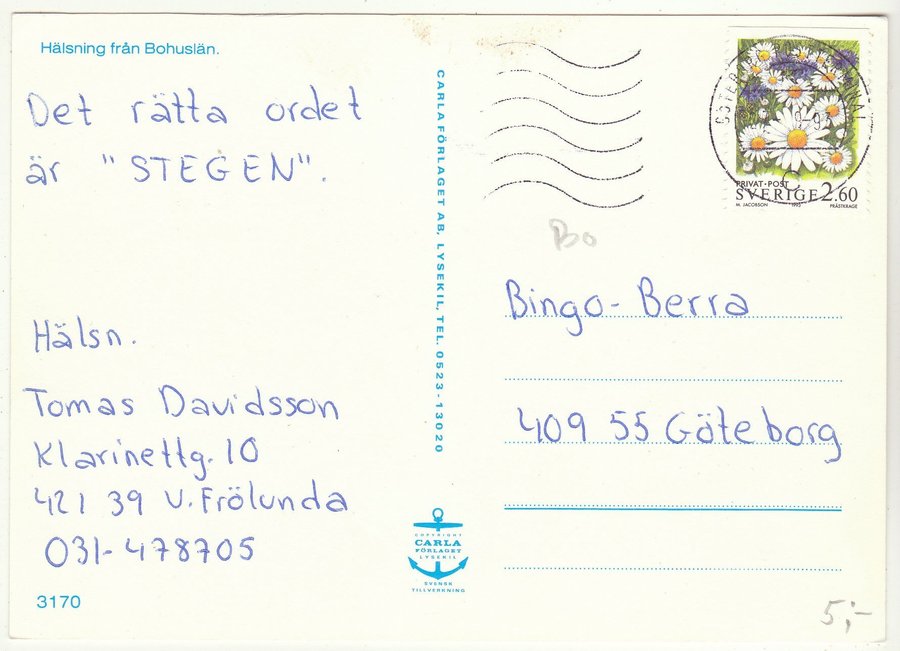 Hälsning från Bohuslän.
Det rätta ordet
är "STEGEN".
Hälsn.
Tomas Davidsson
Klarinettg. 10
421 39 V. Frölunda
031-478705
3170
CARLA FÖRLAGET AB, LYSEKIL, TEL. 0523-13020
COPYRIGHT
CARLA
FÖRLAGET
LYSEKIL
SVENSK
TILLVERKNING
PRIVAT·POST
SVERIGE 2.60
M. JACOBSON 1995 PRÄSTKRAGE
Bo
Bingo-Berra
409 55 Göteborg
5,-